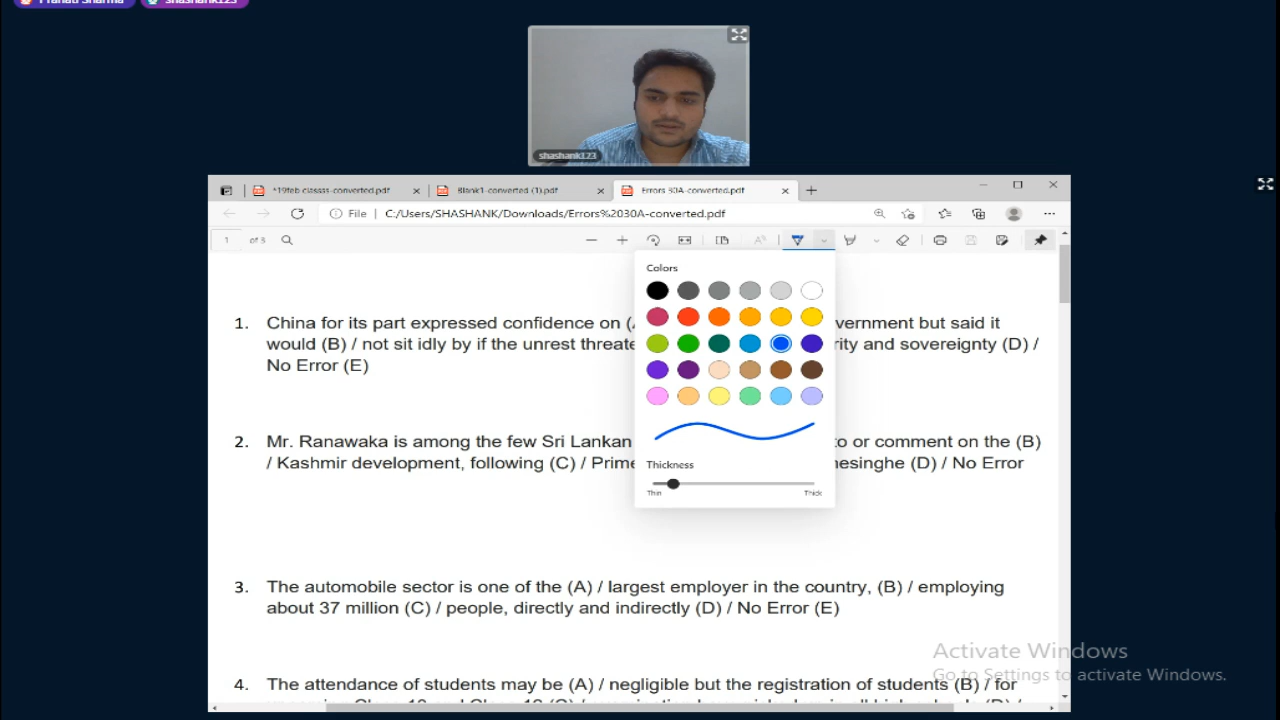 Pranati Sharma shashank123
shashank123
*19feb classss-converted.pdf Blank1-converted (1).pdf Errors 30A-converted.pdf
File C:/Users/SHASHANK/Downloads/Errors%2030A-converted.pdf
1 of 3
Colors
1. China for its part expressed confidence on vernment but said it
would (B) / not sit idly by if the unrest threate rity and sovereignty (D) /
No Error (E)
2. Mr. Ranawaka is among the few Sri Lankan to or comment on the (B)
/ Kashmir development, following (C) / Prime mesinghe (D) / No Error
Thickness
Thin Thick
3. The automobile sector is one of the (A) / largest employer in the country, (B) / employing
about 37 million (C) / people, directly and indirectly (D) / No Error (E)
Activate Windows
Go to Settings to activate Windows.
4. The attendance of students may be (A) / negligible but the registration of students (B) / for